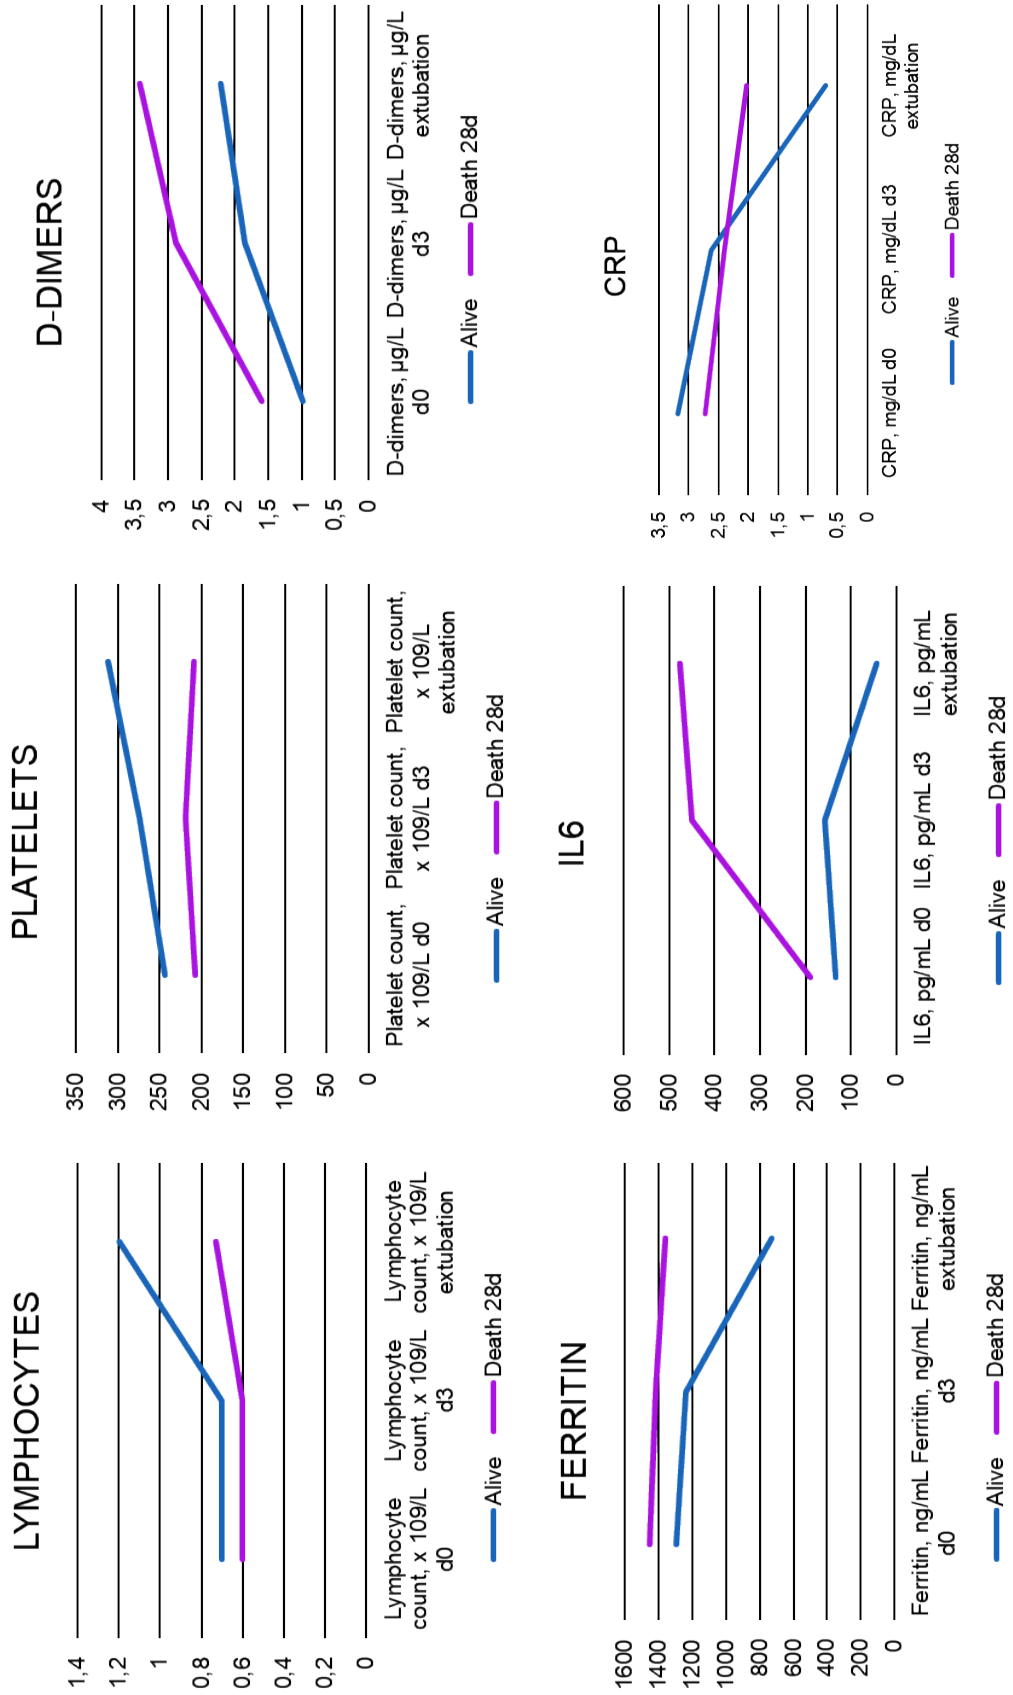 LYMPHOCYTES
1,4
1,2
1
0,8
0,6
0,4
0,2
0
Lymphocyte
count, x 109/L
d0
Lymphocyte
count, x 109/L
d3
Lymphocyte
count, x 109/L
extubation
Alive
Death 28d
PLATELETS
350
300
250
200
150
100
50
0
Platelet count,
x 109/L d0
Platelet count,
x 109/L d3
Platelet count,
x 109/L
extubation
Alive
Death 28d
D-DIMERS
4
3,5
3
2,5
2
1,5
1
0,5
0
D-dimers, µg/L
d0
D-dimers, µg/L
d3
D-dimers, µg/L
extubation
Alive
Death 28d
FERRITIN
1600
1400
1200
1000
800
600
400
200
0
Ferritin, ng/mL
d0
Ferritin, ng/mL
d3
Ferritin, ng/mL
extubation
Alive
Death 28d
IL6
600
500
400
300
200
100
0
IL6, pg/mL d0
IL6, pg/mL d3
IL6, pg/mL
extubation
Alive
Death 28d
CRP
3,5
3
2,5
2
1,5
1
0,5
0
CRP, mg/dL d0
CRP, mg/dL d3
CRP, mg/dL
extubation
Alive
Death 28d